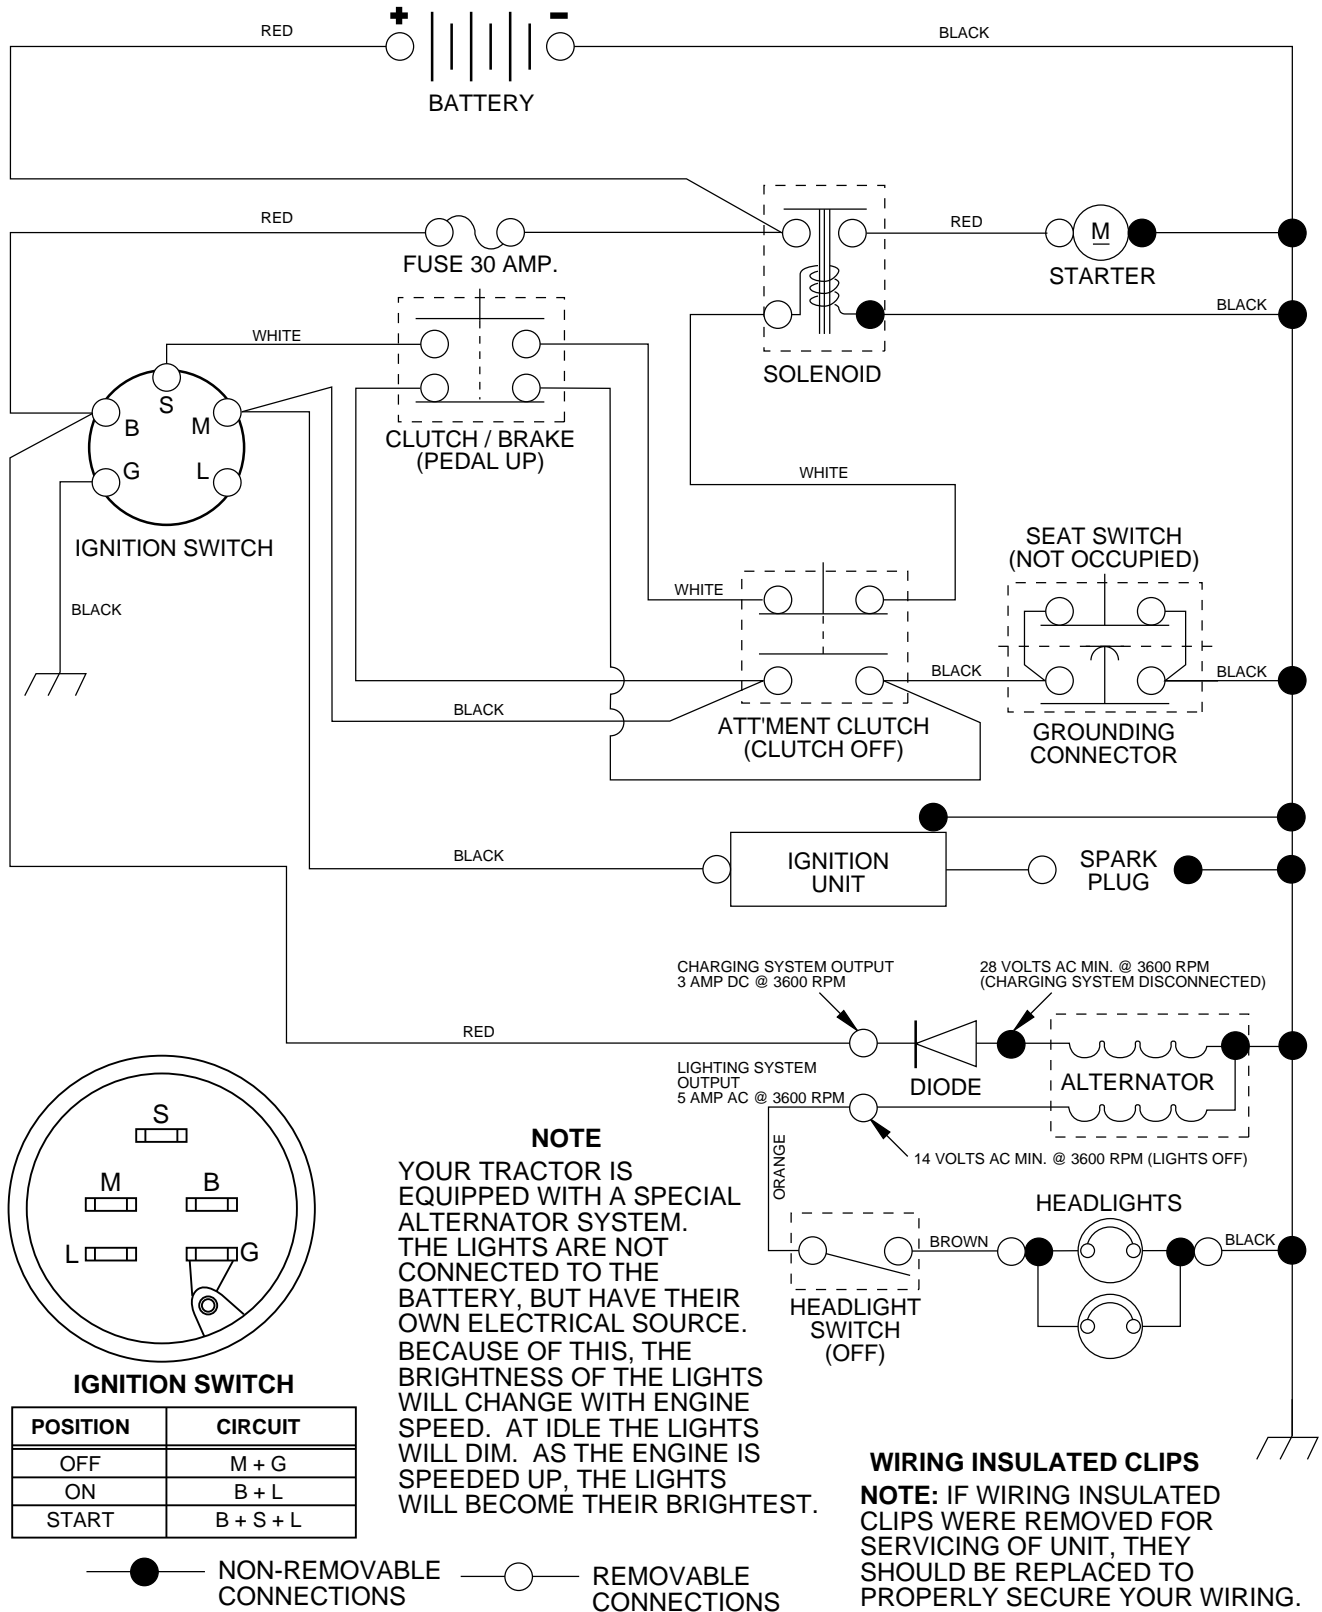 +
-
RED
BLACK
BATTERY
RED
RED
M
FUSE 30 AMP.
STARTER
BLACK
WHITE
SOLENOID
S
B
M
G
L
CLUTCH / BRAKE
(PEDAL UP)
WHITE
IGNITION SWITCH
SEAT SWITCH
(NOT OCCUPIED)
BLACK
WHITE
BLACK
BLACK
BLACK
ATT'MENT CLUTCH
(CLUTCH OFF)
GROUNDING
CONNECTOR
BLACK
IGNITION
UNIT
SPARK
PLUG
CHARGING SYSTEM OUTPUT
3 AMP DC @ 3600 RPM
28 VOLTS AC MIN. @ 3600 RPM
(CHARGING SYSTEM DISCONNECTED)
RED
LIGHTING SYSTEM
OUTPUT
5 AMP AC @ 3600 RPM
DIODE
ALTERNATOR
14 VOLTS AC MIN. @ 3600 RPM (LIGHTS OFF)
ORANGE
HEADLIGHTS
BROWN
BLACK
HEADLIGHT
SWITCH
(OFF)
S
M
B
L
G
IGNITION SWITCH
POSITION CIRCUIT
OFF M + G
ON B + L
START B + S + L
NOTE
YOUR TRACTOR IS
EQUIPPED WITH A SPECIAL
ALTERNATOR SYSTEM.
THE LIGHTS ARE NOT
CONNECTED TO THE
BATTERY, BUT HAVE THEIR
OWN ELECTRICAL SOURCE.
BECAUSE OF THIS, THE
BRIGHTNESS OF THE LIGHTS
WILL CHANGE WITH ENGINE
SPEED. AT IDLE THE LIGHTS
WILL DIM. AS THE ENGINE IS
SPEEDED UP, THE LIGHTS
WILL BECOME THEIR BRIGHTEST.
WIRING INSULATED CLIPS
NOTE: IF WIRING INSULATED
CLIPS WERE REMOVED FOR
SERVICING OF UNIT, THEY
SHOULD BE REPLACED TO
PROPERLY SECURE YOUR WIRING.
NON-REMOVABLE
CONNECTIONS
REMOVABLE
CONNECTIONS